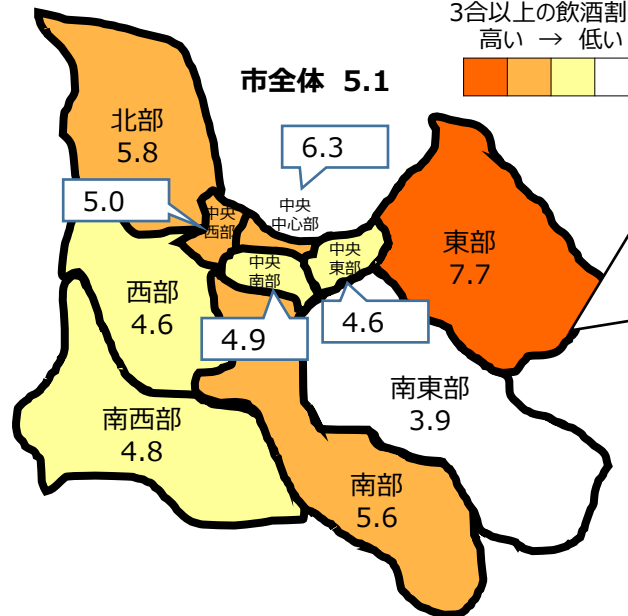 3合以上の飲酒割
高い → 低い
市全体 5.1
北部
5.8
6.3
5.0
中央
西部
中央
中心部
中央
南部
中央
東部
東部
7.7
西部
4.6
4.9
4.6
南東部
3.9
南西部
4.8
南部
5.6